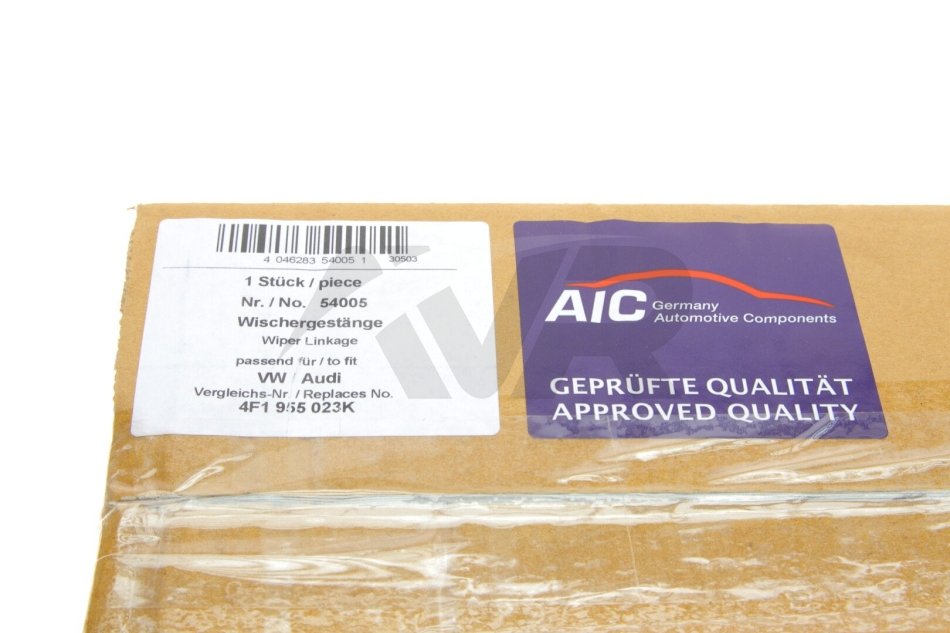 4 046283 54005 1 30503
1 Stück / piece
Nr. / No. 54005
Wischergestänge
Wiper Linkage
passend für / to fit
VW / Audi
Vergleichs-Nr. / Replaces No.
4F1 955 023K
AIC Germany
Automotive Components
GEPRÜFTE QUALITÄT
APPROVED QUALITY
IVR